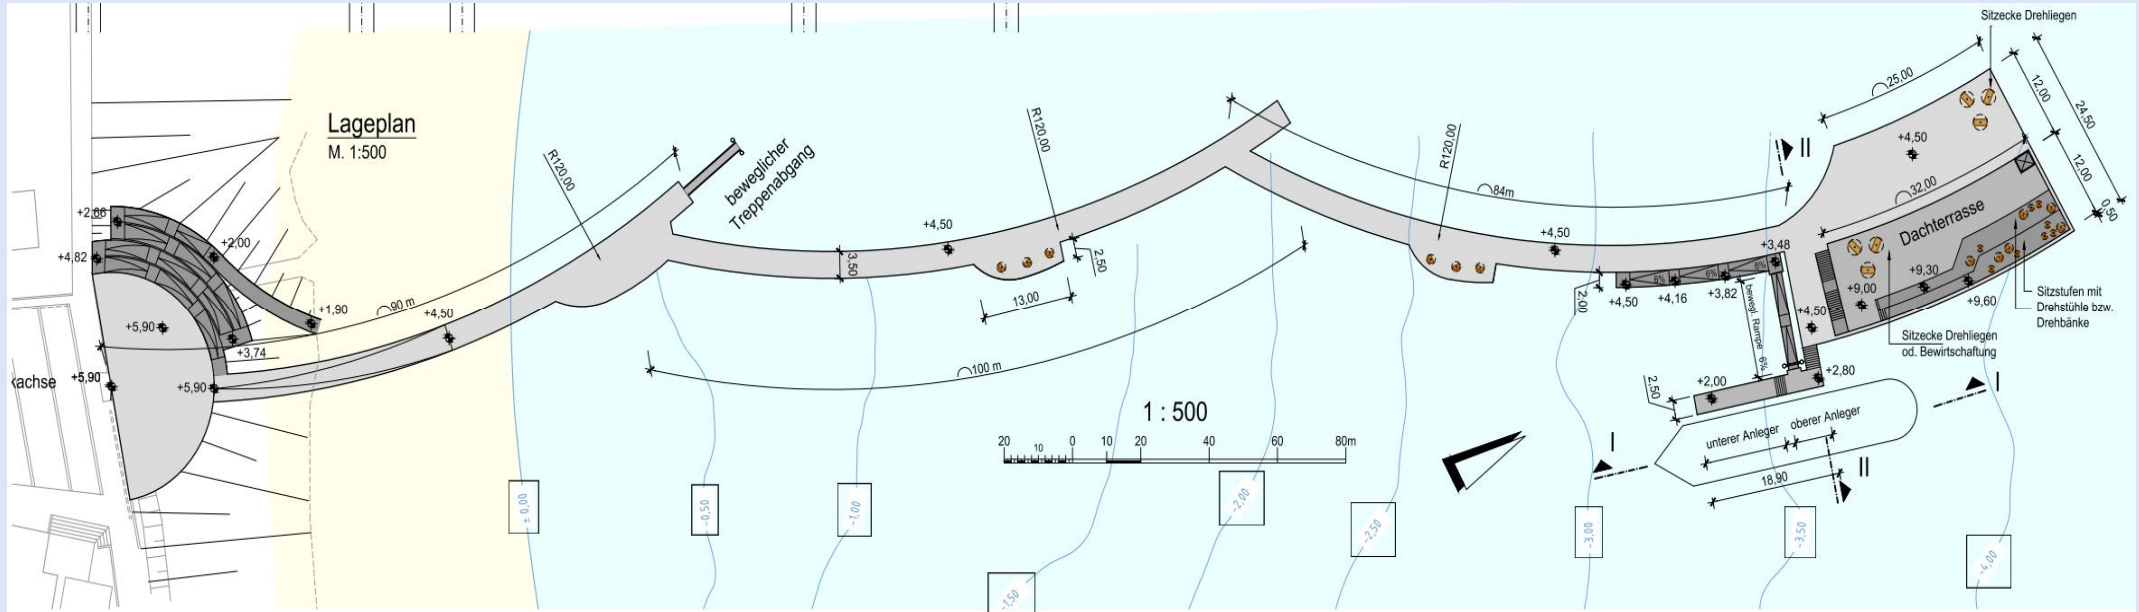 Lageplan
M. 1:500
+2,66
+4,82
+2,00
+1,90
+5,90
+3,74
+5,90
+5,90
kachse
90 m
+4,50
R120,00
beweglicher
Treppenabgang
3,50
+4,50
R120,00
2,50
13,00
100 m
84m
R120,00
+4,50
2,00
+4,50
+4,16
+3,82
+3,48
6%
6%
6%
bewegl. Rampe 6%
II
25,00
Sitzecke Drehliegen
12,00
24,50
12,00
0,50
+4,50
32,00
Dachterrasse
+9,30
+9,00
+9,60
+4,50
Sitzstufen mit
Drehstühle bzw.
Drehbänke
Sitzecke Drehliegen
od. Bewirtschaftung
+2,80
+2,00
2,50
unterer Anleger
oberer Anleger
18,90
I
I
II
1 : 500
20 10 0 10 20 40 60 80m
± 0,00
-0,50
-1,00
-1,50
-2,00
-2,50
-3,00
-3,50
-4,00